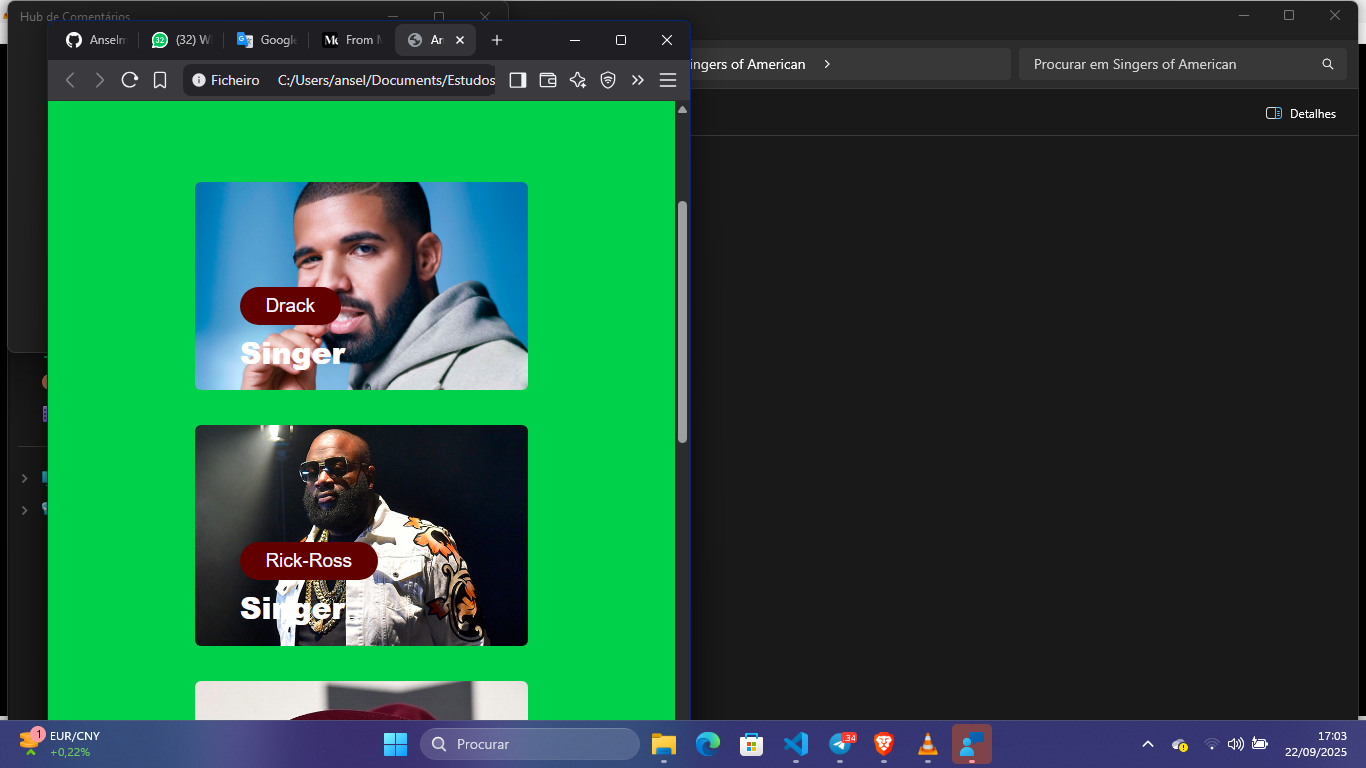 Hub de Comentários
Anselm
(32) W
Google
From M
Ar
Ficheiro
C:/Users/ansel/Documents/Estudos
ingers of American
Procurar em Singers of American
Detalhes
Drack
Singer
Rick-Ross
Singer
1
EUR/CNY
+0,22%
Procurar
34
17:03
22/09/2025